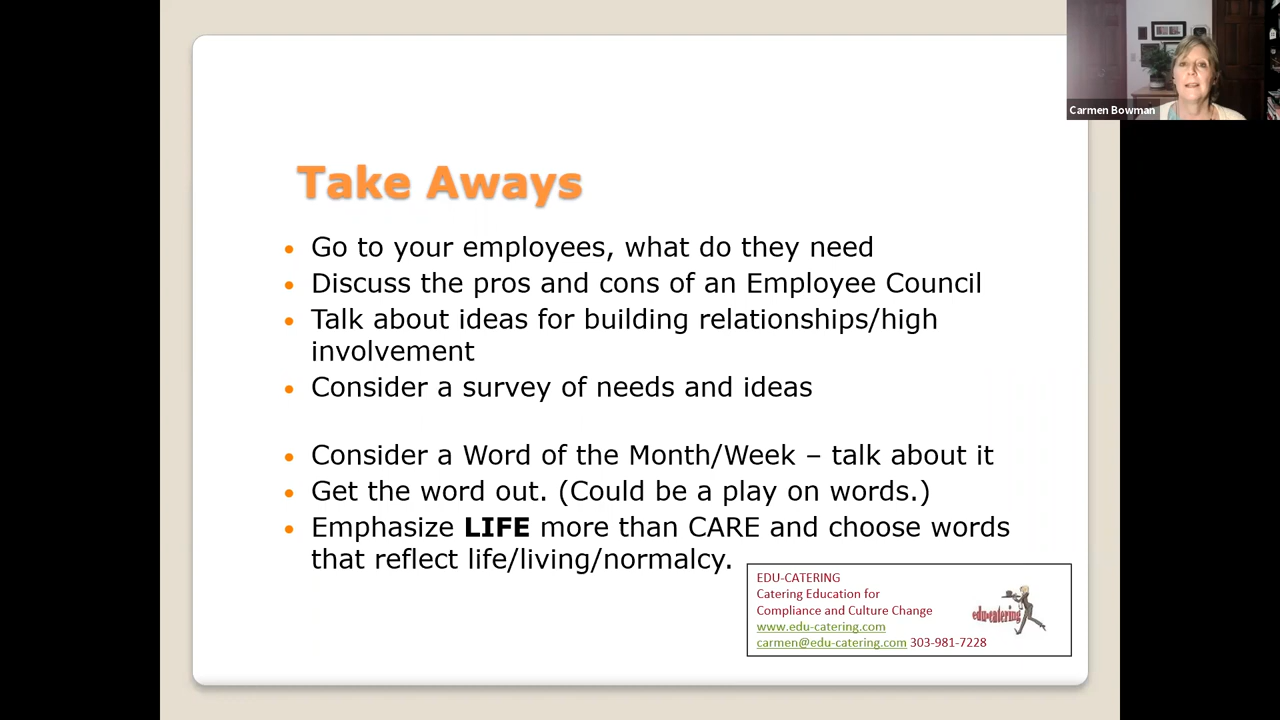 Carmen Bowman
Take Aways
• Go to your employees, what do they need
• Discuss the pros and cons of an Employee Council
• Talk about ideas for building relationships/high
involvement
• Consider a survey of needs and ideas
• Consider a Word of the Month/Week – talk about it
• Get the word out. (Could be a play on words.)
• Emphasize LIFE more than CARE and choose words
that reflect life/living/normalcy.
EDU-CATERING
Catering Education for
Compliance and Culture Change
www.edu-catering.com
carmen@edu-catering.com 303-981-7228
edu•catering